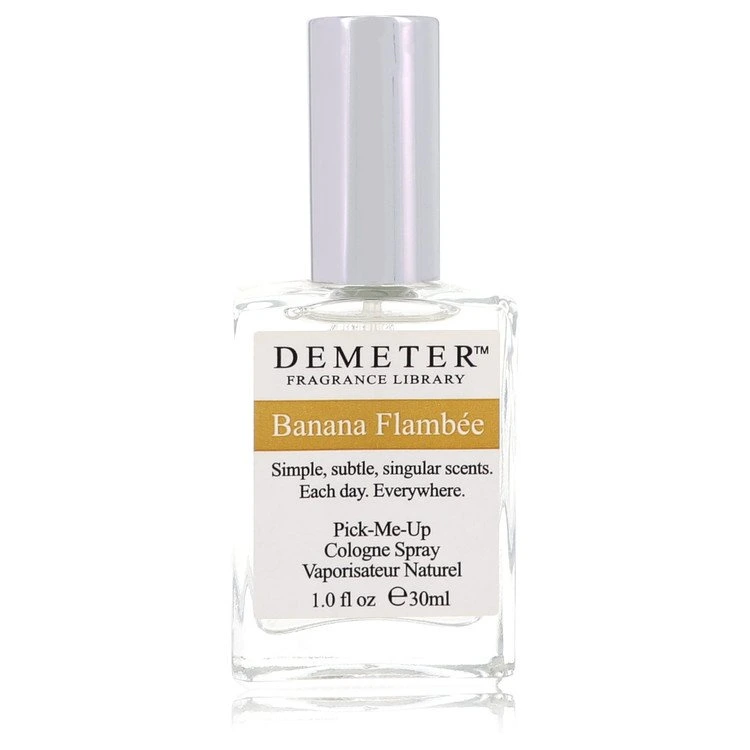 DEMETER™
FRAGRANCE LIBRARY
Banana Flambée
Simple, subtle, singular scents.
Each day. Everywhere.
Pick-Me-Up
Cologne Spray
Vaporisateur Naturel
1.0 fl oz ℮30ml